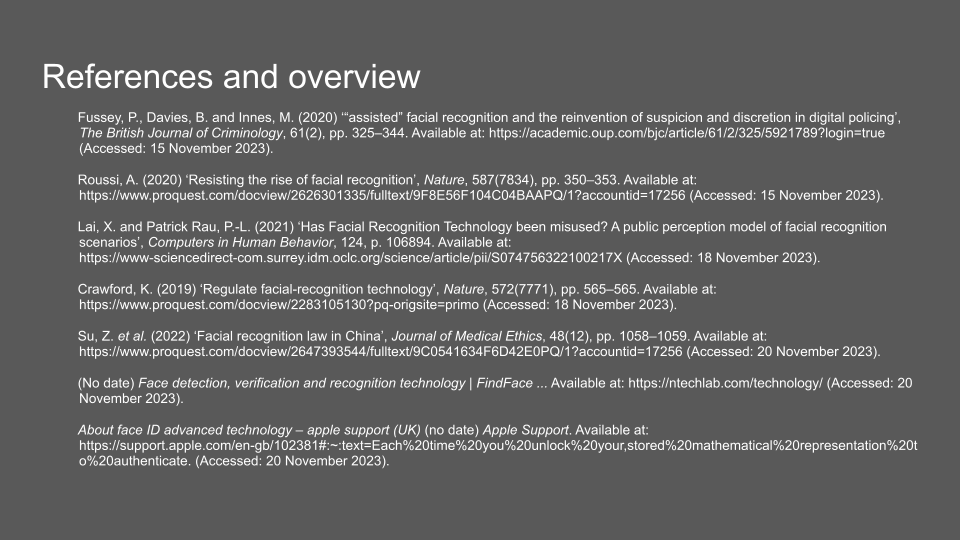 References and overview
Fussey, P., Davies, B. and Innes, M. (2020) ‘“assisted” facial recognition and the reinvention of suspicion and discretion in digital policing’,
The British Journal of Criminology, 61(2), pp. 325–344. Available at: https://academic.oup.com/bjc/article/61/2/325/5921789?login=true
(Accessed: 15 November 2023).
Roussi, A. (2020) ‘Resisting the rise of facial recognition’, Nature, 587(7834), pp. 350–353. Available at:
https://www.proquest.com/docview/2626301335/fulltext/9F8E56F104C04BAAPQ/1?accountid=17256 (Accessed: 15 November 2023).
Lai, X. and Patrick Rau, P.-L. (2021) ‘Has Facial Recognition Technology been misused? A public perception model of facial recognition
scenarios’, Computers in Human Behavior, 124, p. 106894. Available at:
https://www-sciencedirect-com.surrey.idm.oclc.org/science/article/pii/S074756322100217X (Accessed: 18 November 2023).
Crawford, K. (2019) ‘Regulate facial-recognition technology’, Nature, 572(7771), pp. 565–565. Available at:
https://www.proquest.com/docview/2283105130?pq-origsite=primo (Accessed: 18 November 2023).
Su, Z. et al. (2022) ‘Facial recognition law in China’, Journal of Medical Ethics, 48(12), pp. 1058–1059. Available at:
https://www.proquest.com/docview/2647393544/fulltext/9C0541634F6D42E0PQ/1?accountid=17256 (Accessed: 20 November 2023).
(No date) Face detection, verification and recognition technology | FindFace ... Available at: https://ntechlab.com/technology/ (Accessed: 20
November 2023).
About face ID advanced technology – apple support (UK) (no date) Apple Support. Available at:
https://support.apple.com/en-gb/102381#:~:text=Each%20time%20you%20unlock%20your,stored%20mathematical%20representation%20t
o%20authenticate. (Accessed: 20 November 2023).